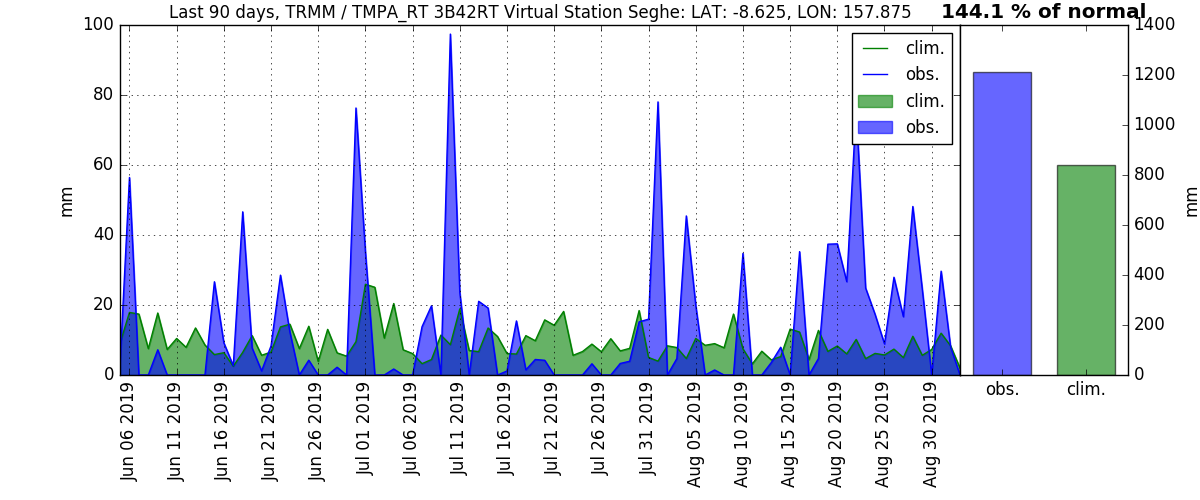 Last 90 days, TRMM / TMPA_RT 3B42RT Virtual Station Seghe: LAT: -8.625, LON: 157.875
144.1 % of normal
100
80
60
40
20
0
mm
clim.
obs.
clim.
obs.
1400
1200
1000
800
600
400
200
0
mm
Jun 06 2019
Jun 11 2019
Jun 16 2019
Jun 21 2019
Jun 26 2019
Jul 01 2019
Jul 06 2019
Jul 11 2019
Jul 16 2019
Jul 21 2019
Jul 26 2019
Jul 31 2019
Aug 05 2019
Aug 10 2019
Aug 15 2019
Aug 20 2019
Aug 25 2019
Aug 30 2019
obs.
clim.